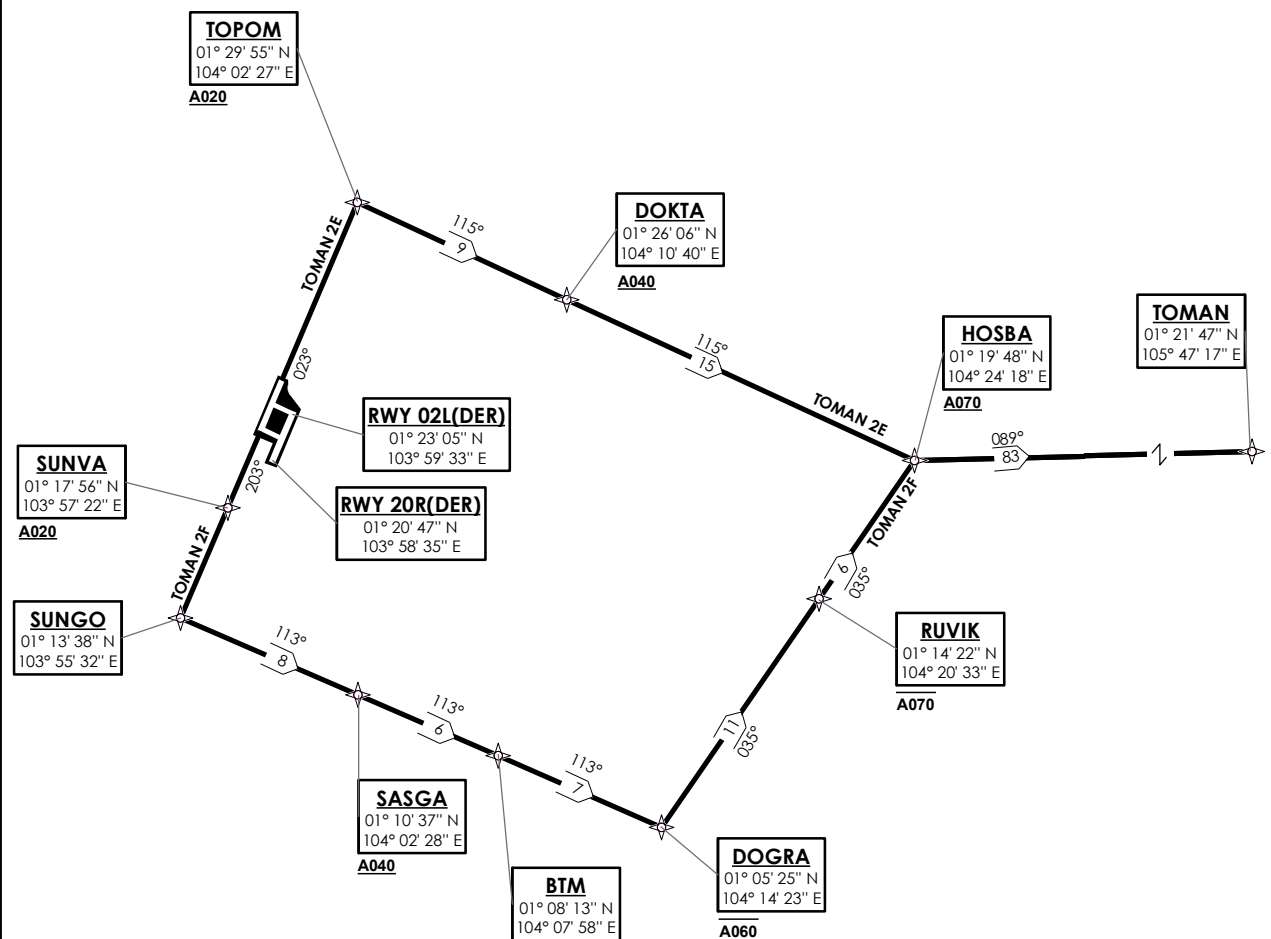 TOPOM
01° 29' 55" N
104° 02' 27" E
A020
TOMAN 2E
115°
9
DOKTA
01° 26' 06" N
104° 10' 40" E
A040
115°
15
TOMAN 2E
HOSBA
01° 19' 48" N
104° 24' 18" E
A070
TOMAN
01° 21' 47" N
105° 47' 17" E
089°
83
023°
RWY 02L(DER)
01° 23' 05" N
103° 59' 33" E
203°
RWY 20R(DER)
01° 20' 47" N
103° 58' 35" E
SUNVA
01° 17' 56" N
103° 57' 22" E
A020
TOMAN 2F
SUNGO
01° 13' 38" N
103° 55' 32" E
113°
8
SASGA
01° 10' 37" N
104° 02' 28" E
A040
113°
6
BTM
01° 08' 13" N
104° 07' 58" E
113°
7
DOGRA
01° 05' 25" N
104° 14' 23" E
A060
11
035°
RUVIK
01° 14' 22" N
104° 20' 33" E
A070
6
035°
TOMAN 2F